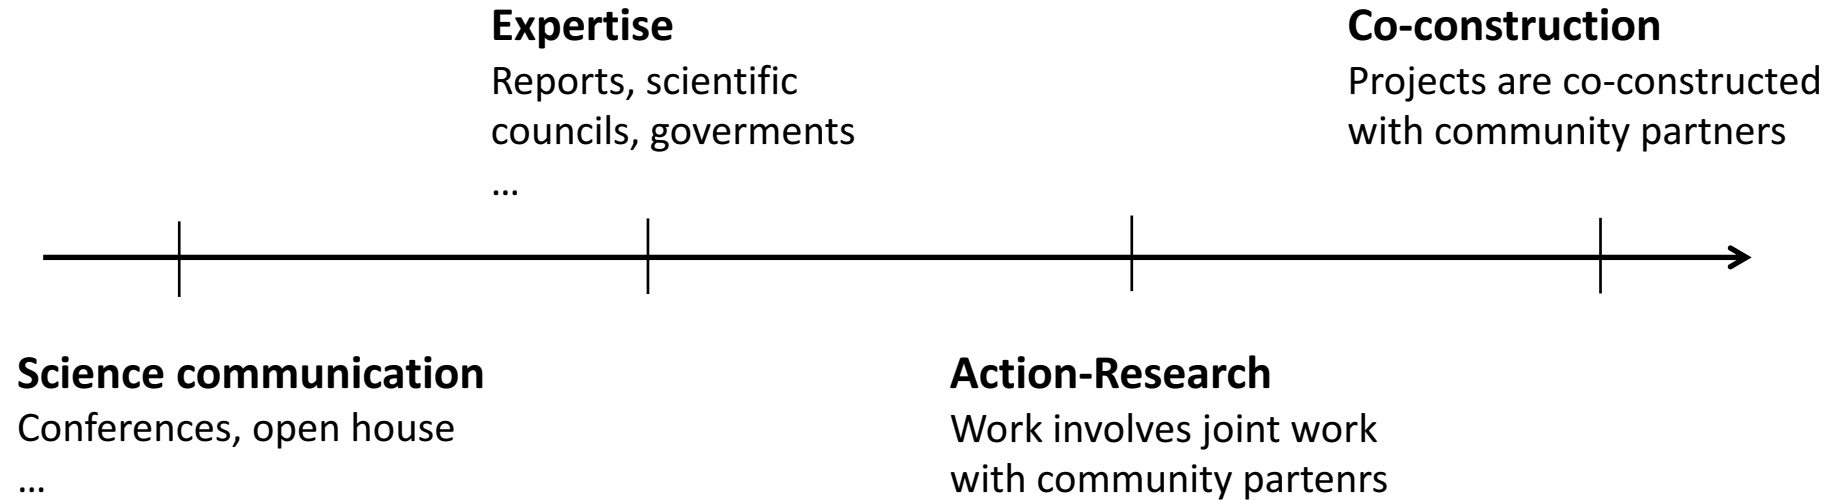 Expertise
Reports, scientific
councils, goverments
...
Co-construction
Projects are co-constructed
with community partners
Science communication
Conferences, open house
...
Action-Research
Work involves joint work
with community partenrs